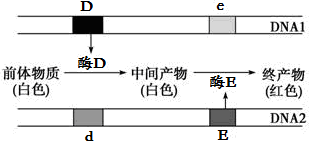 D e
DNA1
酶D 酶E
前体物质 中间产物 终产物
(白色) (白色) (红色)
DNA2
d E